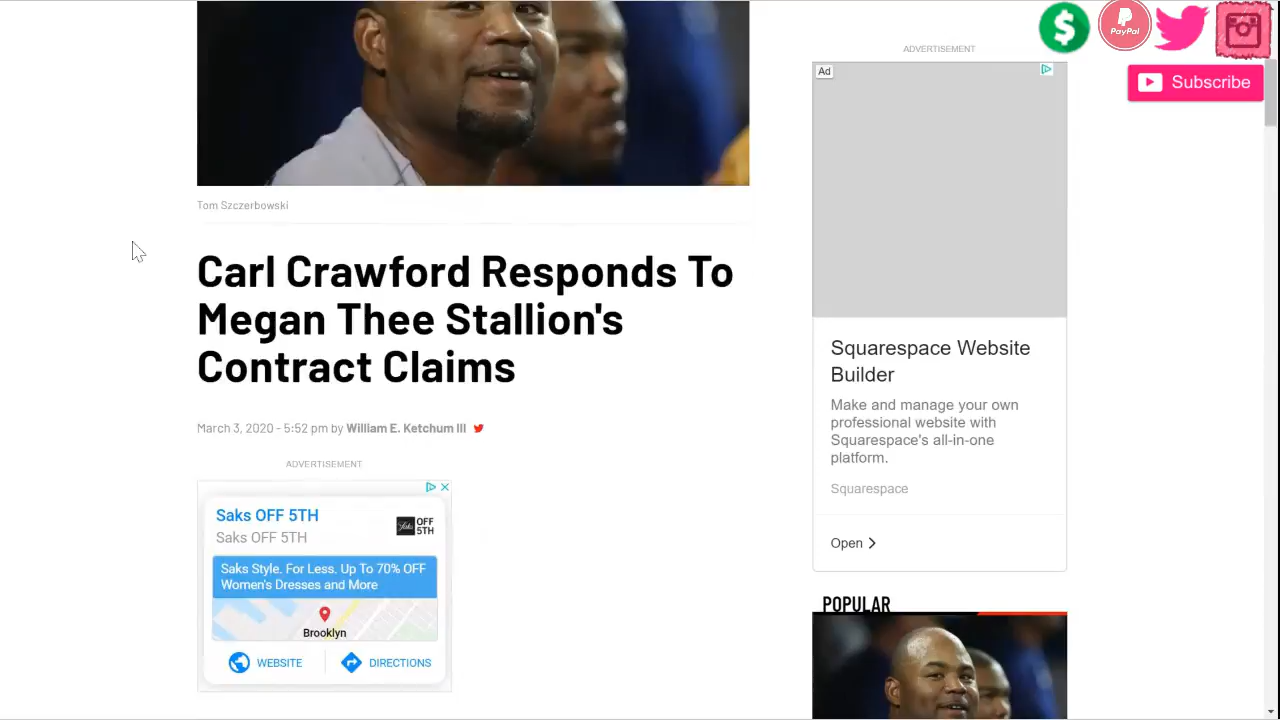 PayPal
ADVERTISEMENT
Ad
Subscribe
Tom Szczerbowski
Carl Crawford Responds To
Megan Thee Stallion's
Contract Claims
March 3, 2020 - 5:52 pm by William E. Ketchum III
ADVERTISEMENT
Saks OFF 5TH
Saks OFF 5TH
Saks OFF 5TH
Saks Style. For Less. Up To 70% OFF
Women's Dresses and More
Brooklyn
WEBSITE
DIRECTIONS
Squarespace Website
Builder
Make and manage your own
professional website with
Squarespace's all-in-one
platform.
Squarespace
Open
POPULAR